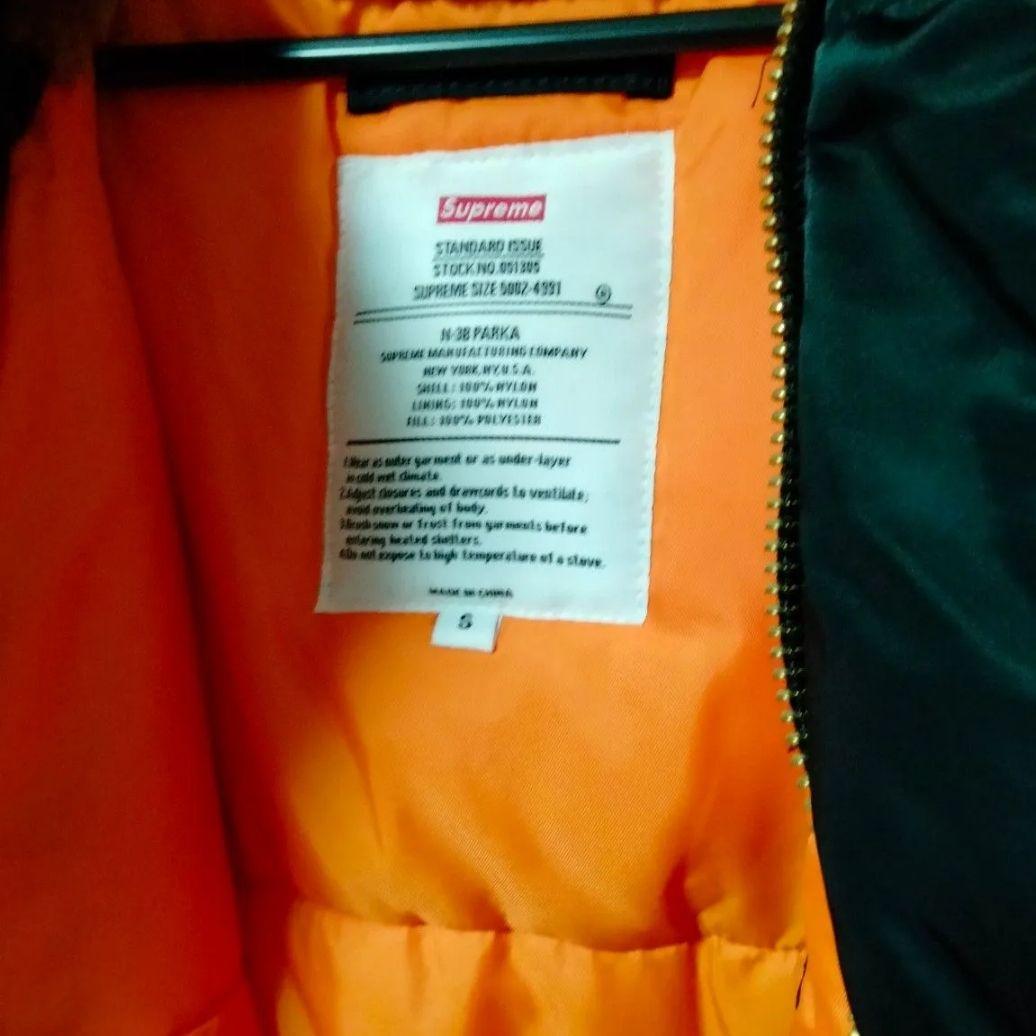 Supreme
STANDARD ISSUE
STOCK NO. 051305
SUPREME SIZE 5002-4991 ®
N-3B PARKA
SUPREME MANUFACTURING COMPANY
NEW YORK, NY, U.S.A.
SHELL: 100% NYLON
LINING: 100% NYLON
FILL: 100% POLYESTER
1.Wear as outer garment or as under-layer
in cold wet climate.
2.Adjust closures and drawcords to ventilate;
avoid overheating of body.
3.Brush snow or frost from garments before
entering heated shelters.
4.Do not expose to high temperature of a stove.
MADE IN CHINA
S